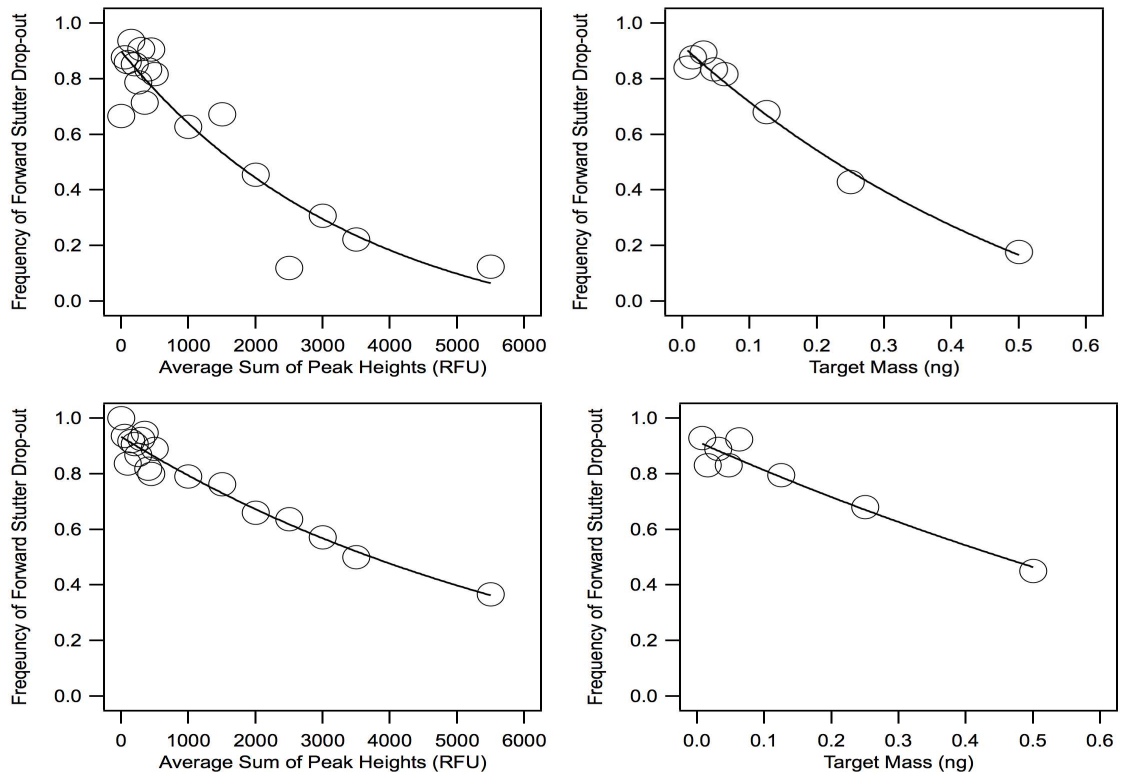 Frequency of Forward Stutter Drop-out
1.0
0.8
0.6
0.4
0.2
0.0
0 1000 2000 3000 4000 5000 6000
Average Sum of Peak Heights (RFU)
Frequency of Forward Stutter Drop-out
1.0
0.8
0.6
0.4
0.2
0.0
0.0 0.1 0.2 0.3 0.4 0.5 0.6
Target Mass (ng)
Freqeuncy of Forward Stutter Drop-out
1.0
0.8
0.6
0.4
0.2
0.0
0 1000 2000 3000 4000 5000 6000
Average Sum of Peak Heights (RFU)
Frequency of Forward Stutter Drop-out
1.0
0.8
0.6
0.4
0.2
0.0
0.0 0.1 0.2 0.3 0.4 0.5 0.6
Target Mass (ng)